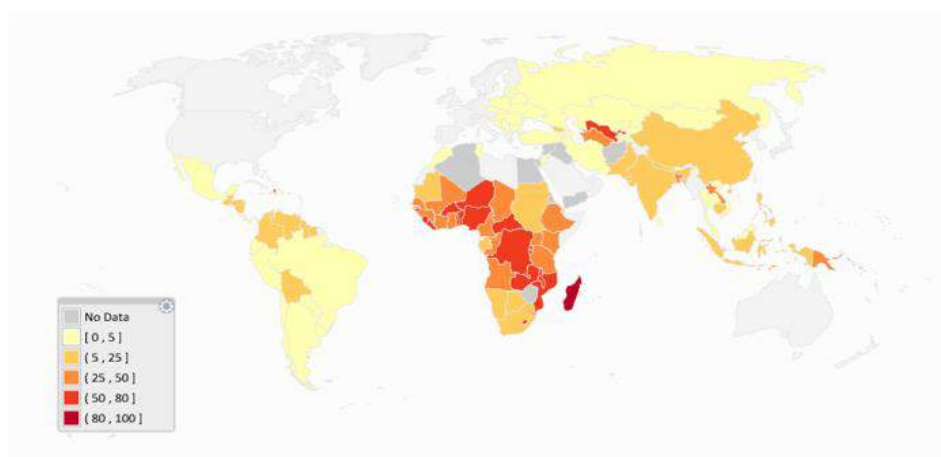 No Data
[ 0 , 5 ]
( 5 , 25 ]
( 25 , 50 ]
( 50 , 80 ]
( 80 , 100 ]